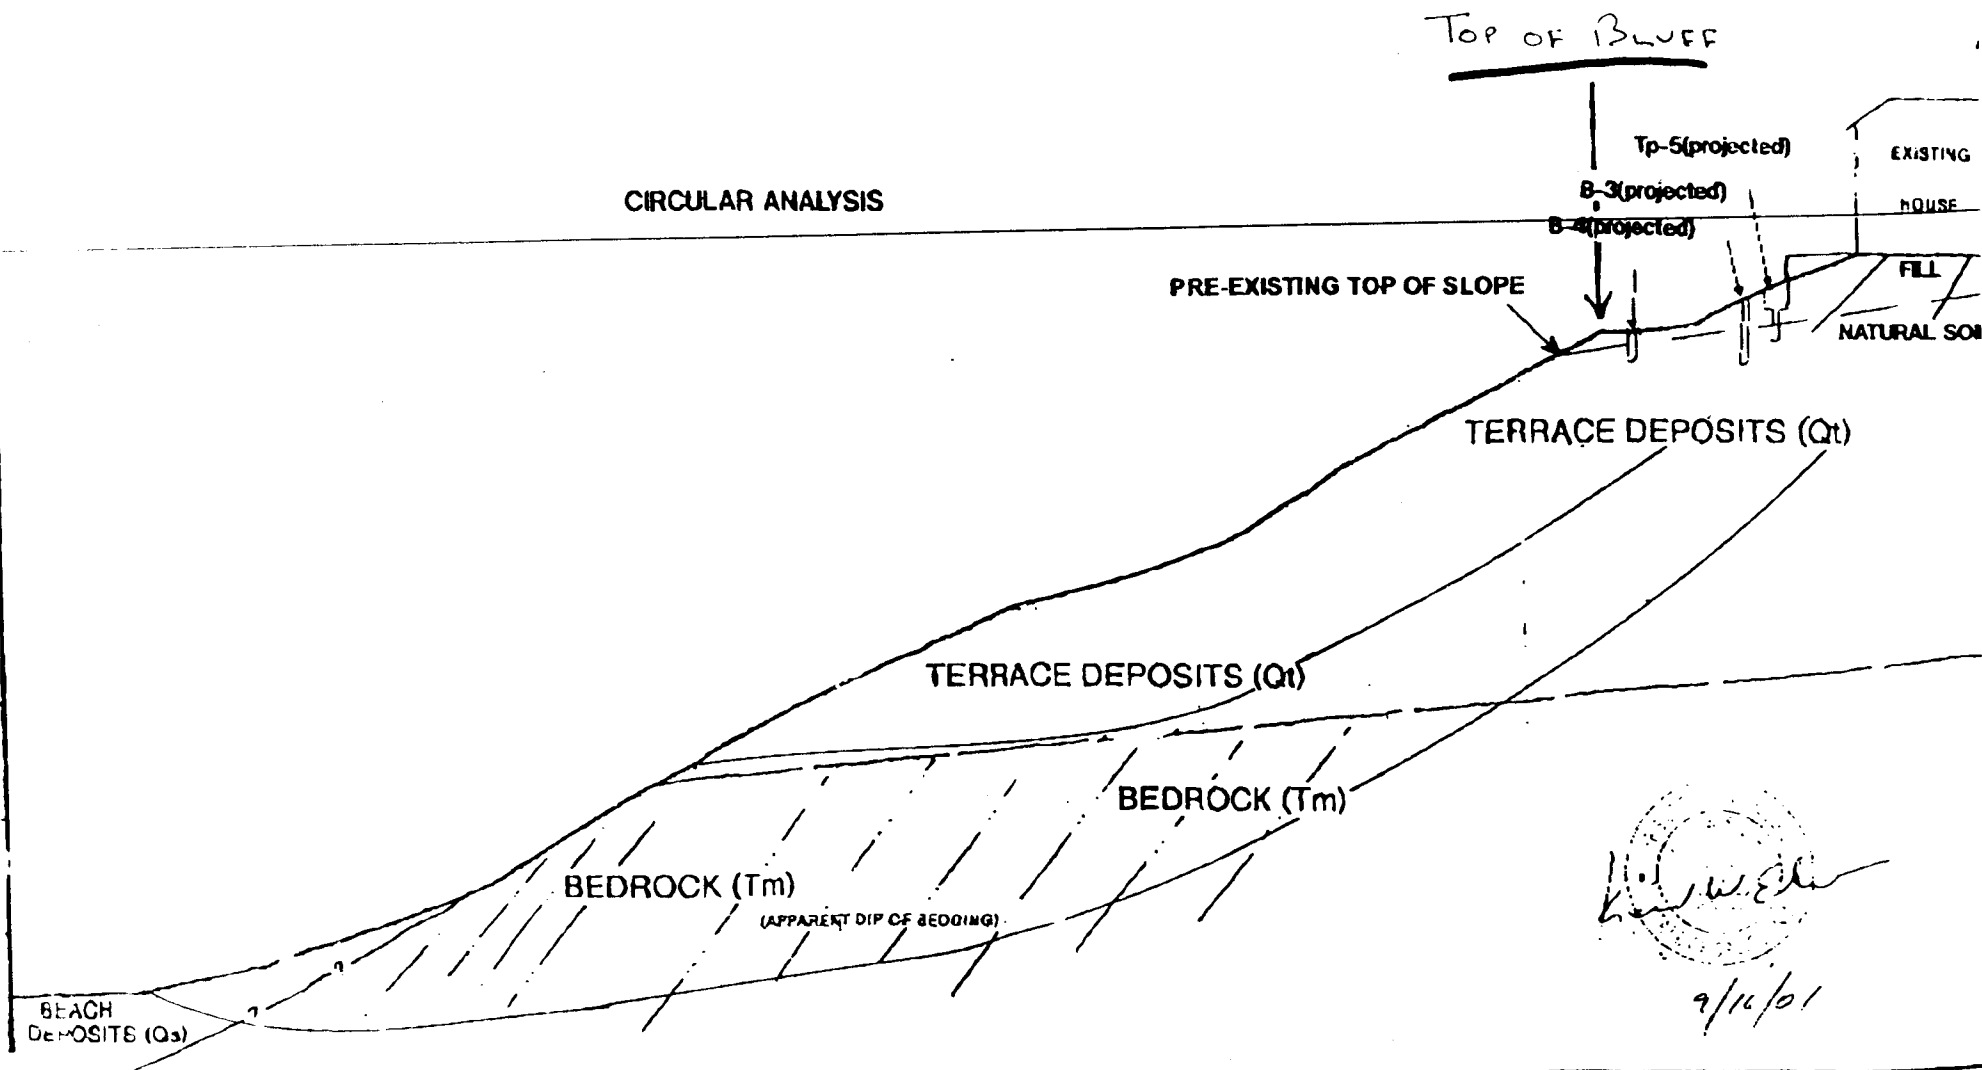 TOP OF BLUFF
Tp-5(projected)
EXISTING
HOUSE
CIRCULAR ANALYSIS
B-3(projected)
B-4(projected)
PRE-EXISTING TOP OF SLOPE
FILL
NATURAL SOI
TERRACE DEPOSITS (Qt)
TERRACE DEPOSITS (Qt)
BEDROCK (Tm)
BEDROCK (Tm)
(APPARENT DIP OF BEDDING)
?
?
BEACH
DEPOSITS (Qs)
9/16/01